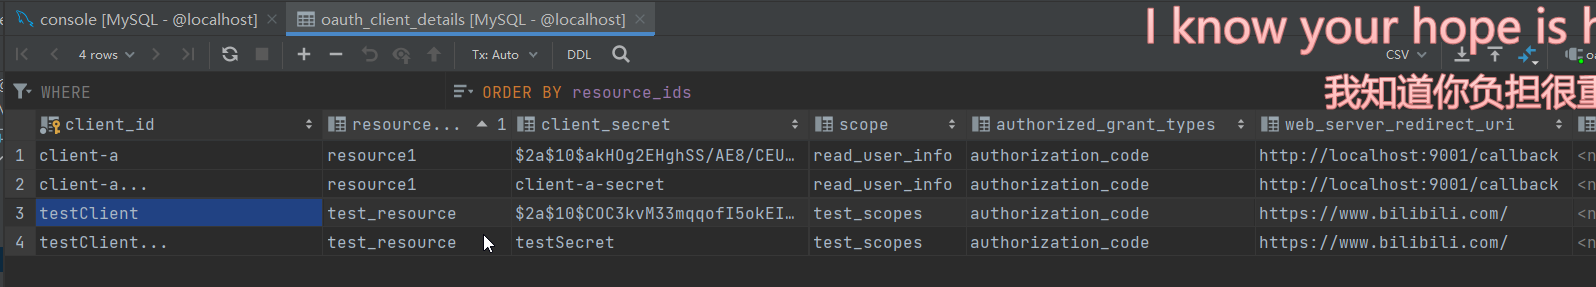 console [MySQL - @localhost] oauth_client_details [MySQL - @localhost]
I know your hope is h
4 rows Tx: Auto DDL CSV
WHERE ORDER BY resource_ids
我知道你负担很重
client_id resource... 1 client_secret scope authorized_grant_types web_server_redirect_uri
1 client-a resource1 $2a$10$akHOg2EHghSS/AE8/CEU… read_user_info authorization_code http://localhost:9001/callback <n
2 client-a... resource1 client-a-secret read_user_info authorization_code http://localhost:9001/callback <n
3 testClient test_resource $2a$10$COC3kvM33mqqofI5okEI… test_scopes authorization_code https://www.bilibili.com/ <n
4 testClient... test_resource testSecret test_scopes authorization_code https://www.bilibili.com/ <n